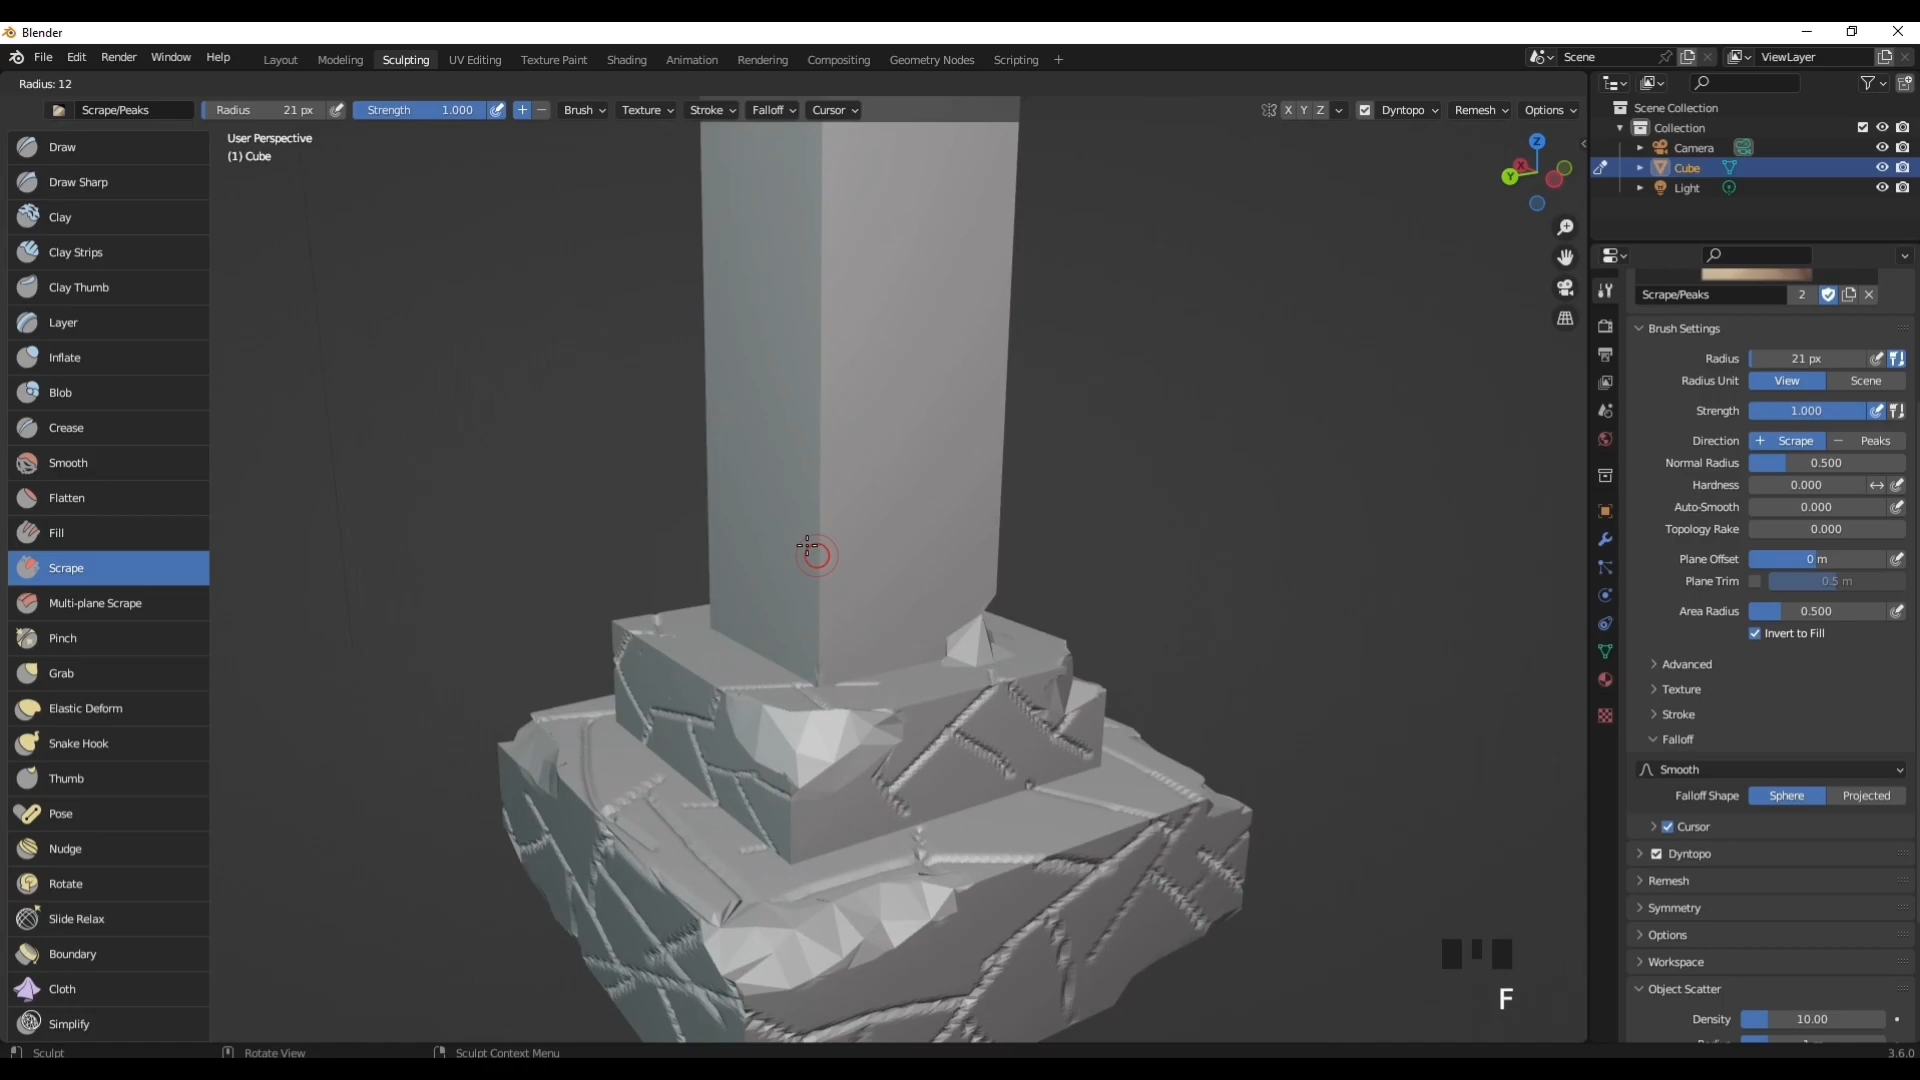 Blender
File Edit Render Window Help Layout Modeling Sculpting UV Editing Texture Paint Shading Animation Rendering Compositing Geometry Nodes Scripting + Scene ViewLayer
Radius: 12
Scrape/Peaks Radius 21 px Strength 1.000 Brush Texture Stroke Falloff Cursor X Y Z Dyntopo Remesh Options
User Perspective
(1) Cube
Draw
Draw Sharp
Clay
Clay Strips
Clay Thumb
Layer
Inflate
Blob
Crease
Smooth
Flatten
Fill
Scrape
Multi-plane Scrape
Pinch
Grab
Elastic Deform
Snake Hook
Thumb
Pose
Nudge
Rotate
Slide Relax
Boundary
Cloth
Simplify
Z
X
Y
F
Scene Collection
Collection
Camera
Cube
Light
Scrape/Peaks 2
Brush Settings
Radius 21 px
Radius Unit View Scene
Strength 1.000
Direction + Scrape − Peaks
Normal Radius 0.500
Hardness 0.000
Auto-Smooth 0.000
Topology Rake 0.000
Plane Offset 0 m
Plane Trim 0.5 m
Area Radius 0.500
Invert to Fill
Advanced
Texture
Stroke
Falloff
Smooth
Falloff Shape Sphere Projected
Cursor
Dyntopo
Remesh
Symmetry
Options
Workspace
Object Scatter
Density 10.00
Sculpt Rotate View Sculpt Context Menu 3.6.0